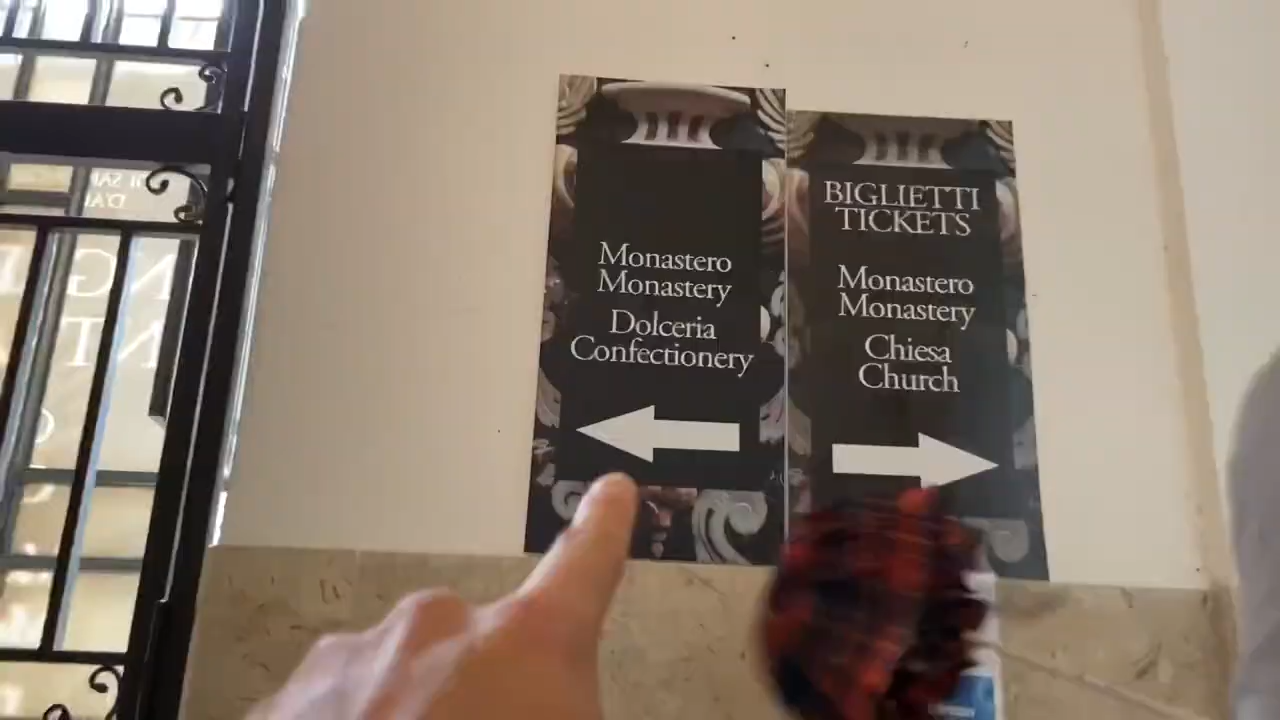 Monastero
Monastery
Dolceria
Confectionery
BIGLIETTI
TICKETS
Monastero
Monastery
Chiesa
Church